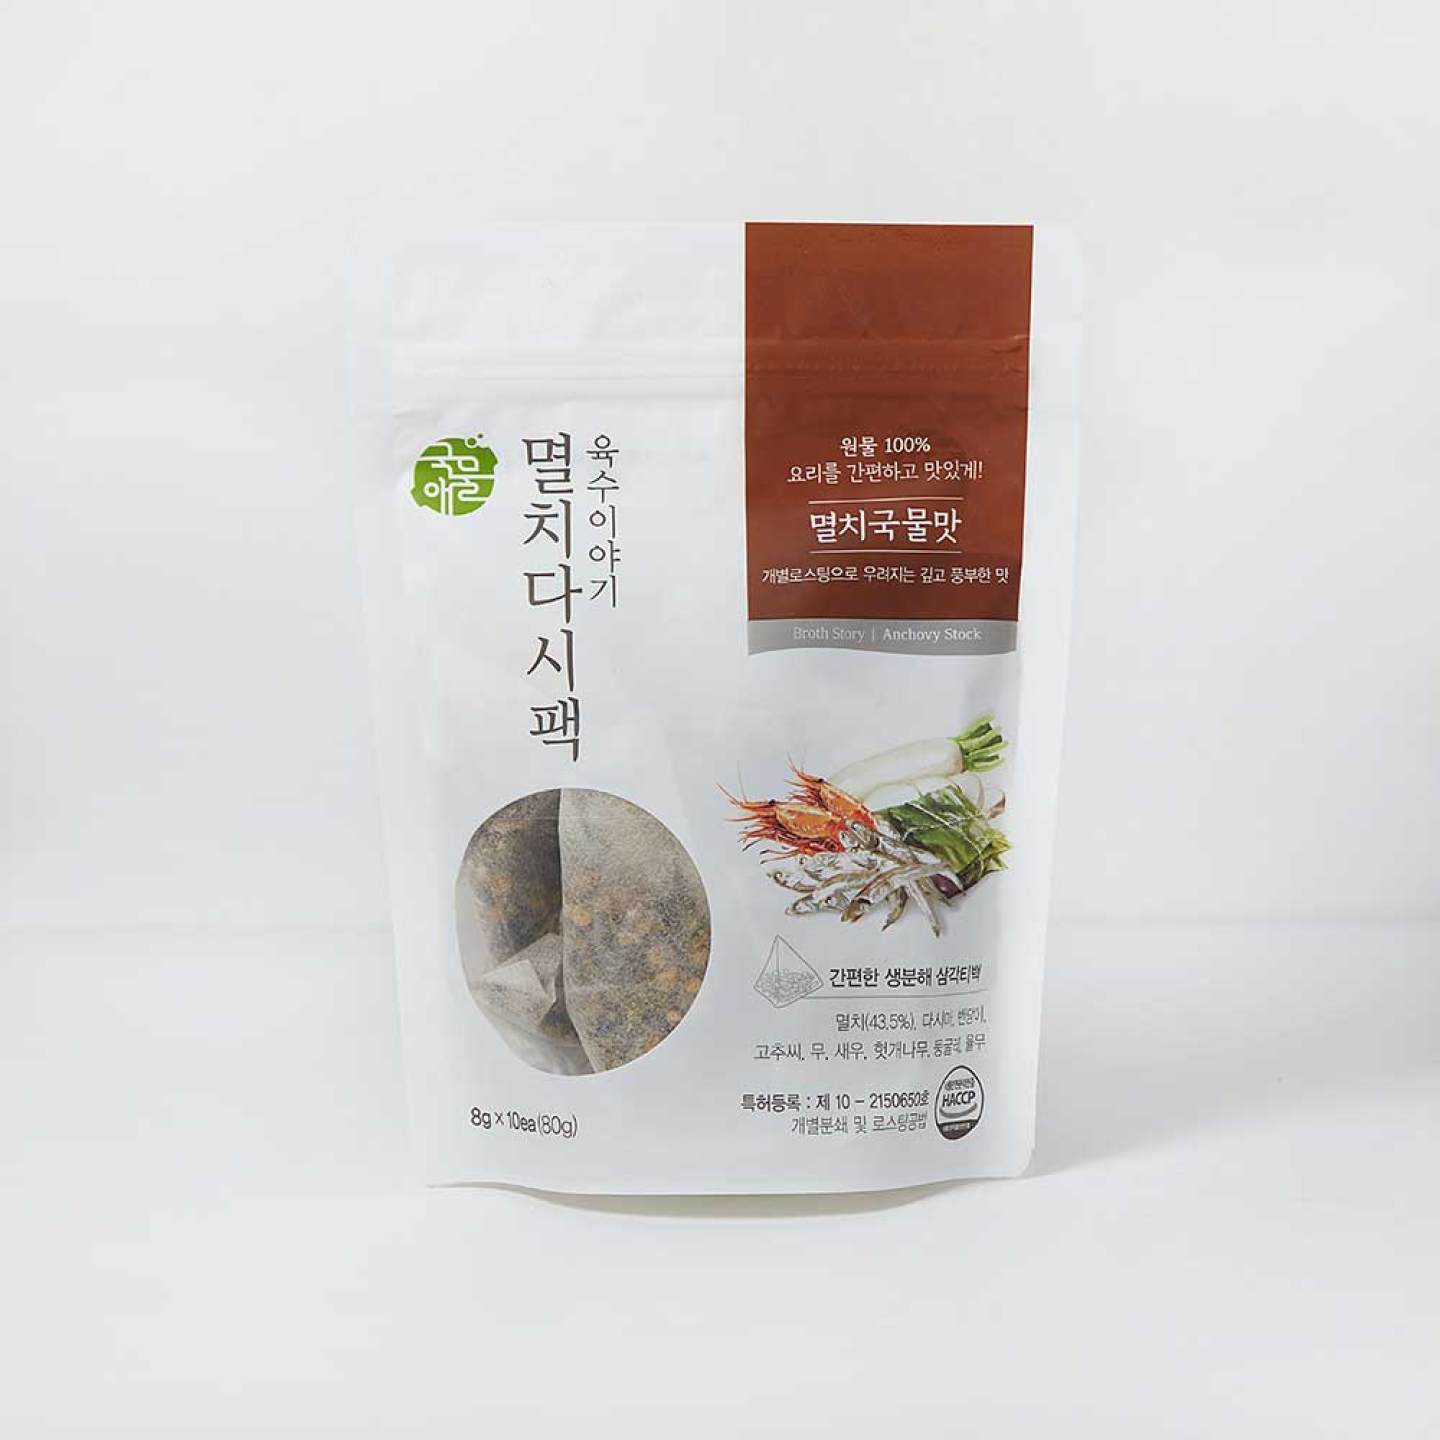 국물애
육수이야기
멸치다시팩
원물 100%
요리를 간편하고 맛있게!
멸치국물맛
개별로스팅으로 우려지는 깊고 풍부한 맛
Broth Story | Anchovy Stock
간편한 생분해 삼각티백
멸치(43.5%), 다시마, 밴댕이,
고추씨, 무, 새우, 헛개나무, 둥굴레, 율무
특허등록 : 제 10 - 2150650호
개별분쇄 및 로스팅공법
HACCP
8g×10ea(80g)